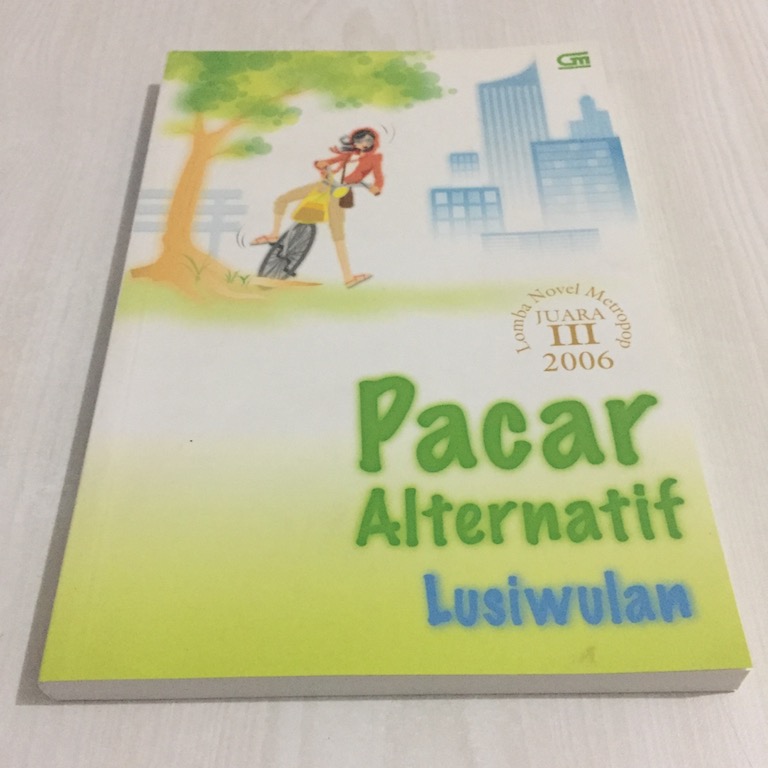 GM
Lomba Novel Metropop
JUARA
III
2006
Pacar
Alternatif
Lusiwulan